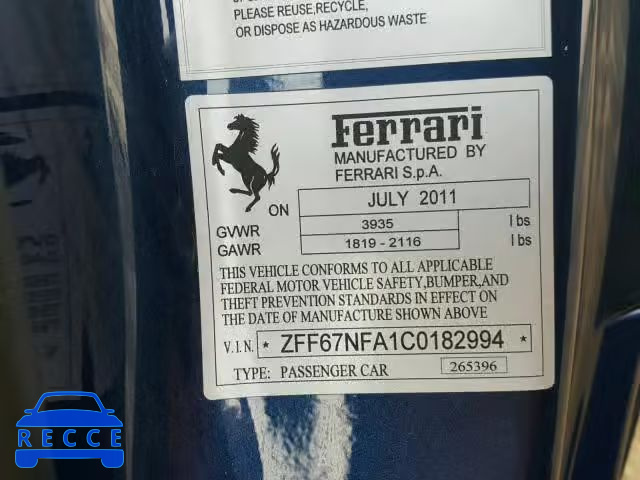 PLEASE REUSE,RECYCLE,
OR DISPOSE AS HAZARDOUS WASTE
Ferrari
MANUFACTURED BY
FERRARI S.p.A.
ON JULY 2011
GVWR 3935 lbs
GAWR 1819 - 2116 lbs
THIS VEHICLE CONFORMS TO ALL APPLICABLE
FEDERAL MOTOR VEHICLE SAFETY,BUMPER,AND
THEFT PREVENTION STANDARDS IN EFFECT ON
THE DATE OF MANUFACTURE SHOWN ABOVE
V.I.N. * ZFF67NFA1C0182994 *
TYPE: PASSENGER CAR 265396
RECCE